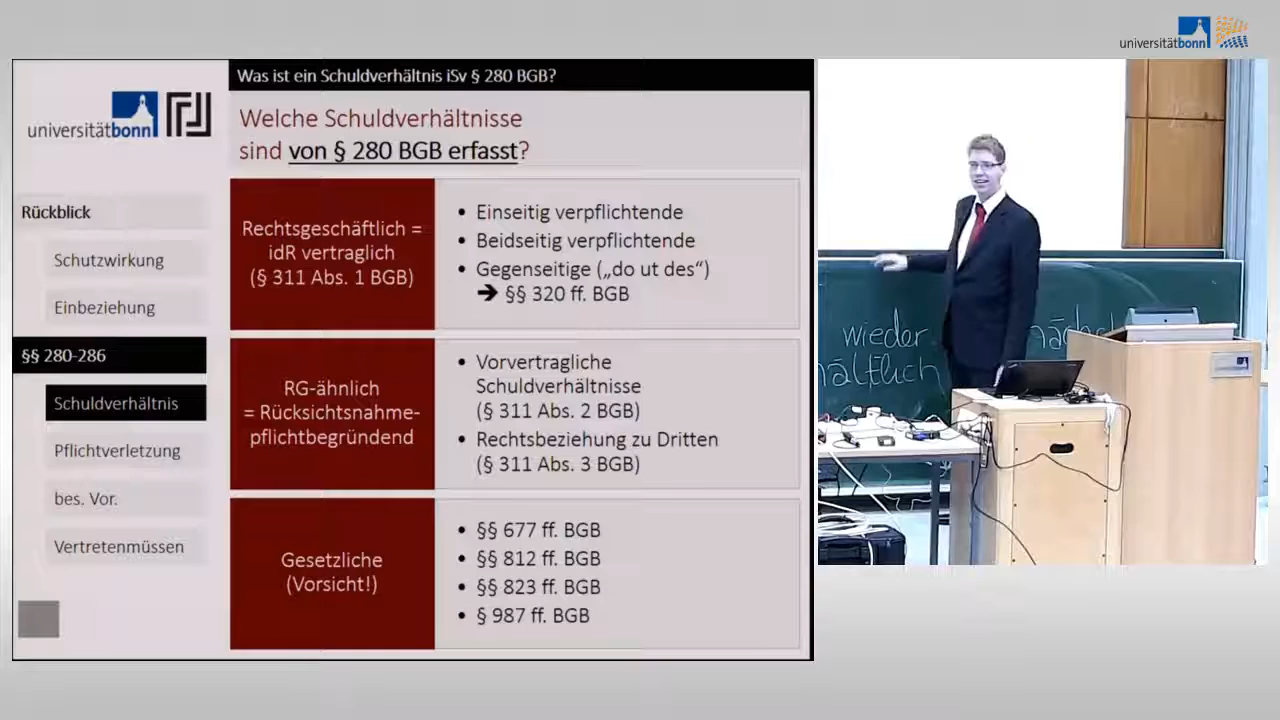 universitätbonn
Was ist ein Schuldverhältnis iSv § 280 BGB?
universitätbonn
Welche Schuldverhältnisse
sind von § 280 BGB erfasst?
Rückblick
Schutzwirkung
Einbeziehung
§§ 280-286
Schuldverhältnis
Pflichtverletzung
bes. Vor.
Vertretenmüssen
Rechtsgeschäftlich =
idR vertraglich
(§ 311 Abs. 1 BGB)
• Einseitig verpflichtende
• Beidseitig verpflichtende
• Gegenseitige („do ut des“)
➔ §§ 320 ff. BGB
RG-ähnlich
= Rücksichtsnahme-
pflichtbegründend
• Vorvertragliche
Schuldverhältnisse
(§ 311 Abs. 2 BGB)
• Rechtsbeziehung zu Dritten
(§ 311 Abs. 3 BGB)
Gesetzliche
(Vorsicht!)
• §§ 677 ff. BGB
• §§ 812 ff. BGB
• §§ 823 ff. BGB
• § 987 ff. BGB
wieder
hältlich